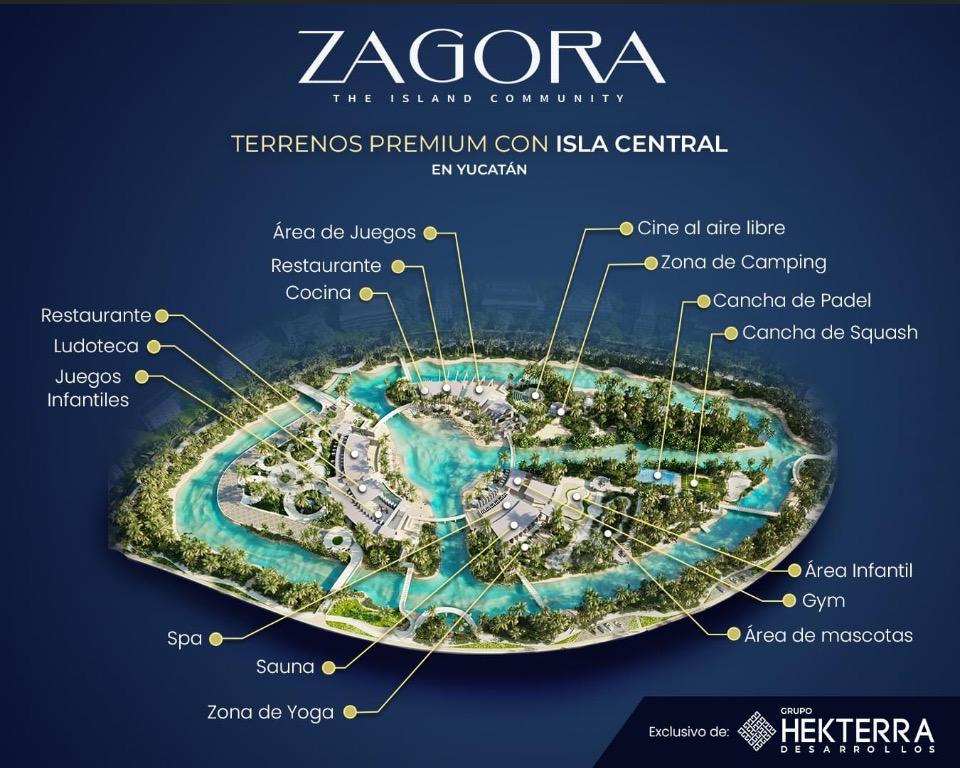 ZAGORA
THE ISLAND COMMUNITY
TERRENOS PREMIUM CON ISLA CENTRAL
EN YUCATÁN
Área de Juegos
Restaurante
Cocina
Cine al aire libre
Zona de Camping
Cancha de Padel
Cancha de Squash
Restaurante
Ludoteca
Juegos
Infantiles
Área Infantil
Gym
Área de mascotas
Spa
Sauna
Zona de Yoga
Exclusivo de:
GRUPO
HEKTERRA
DESARROLLOS